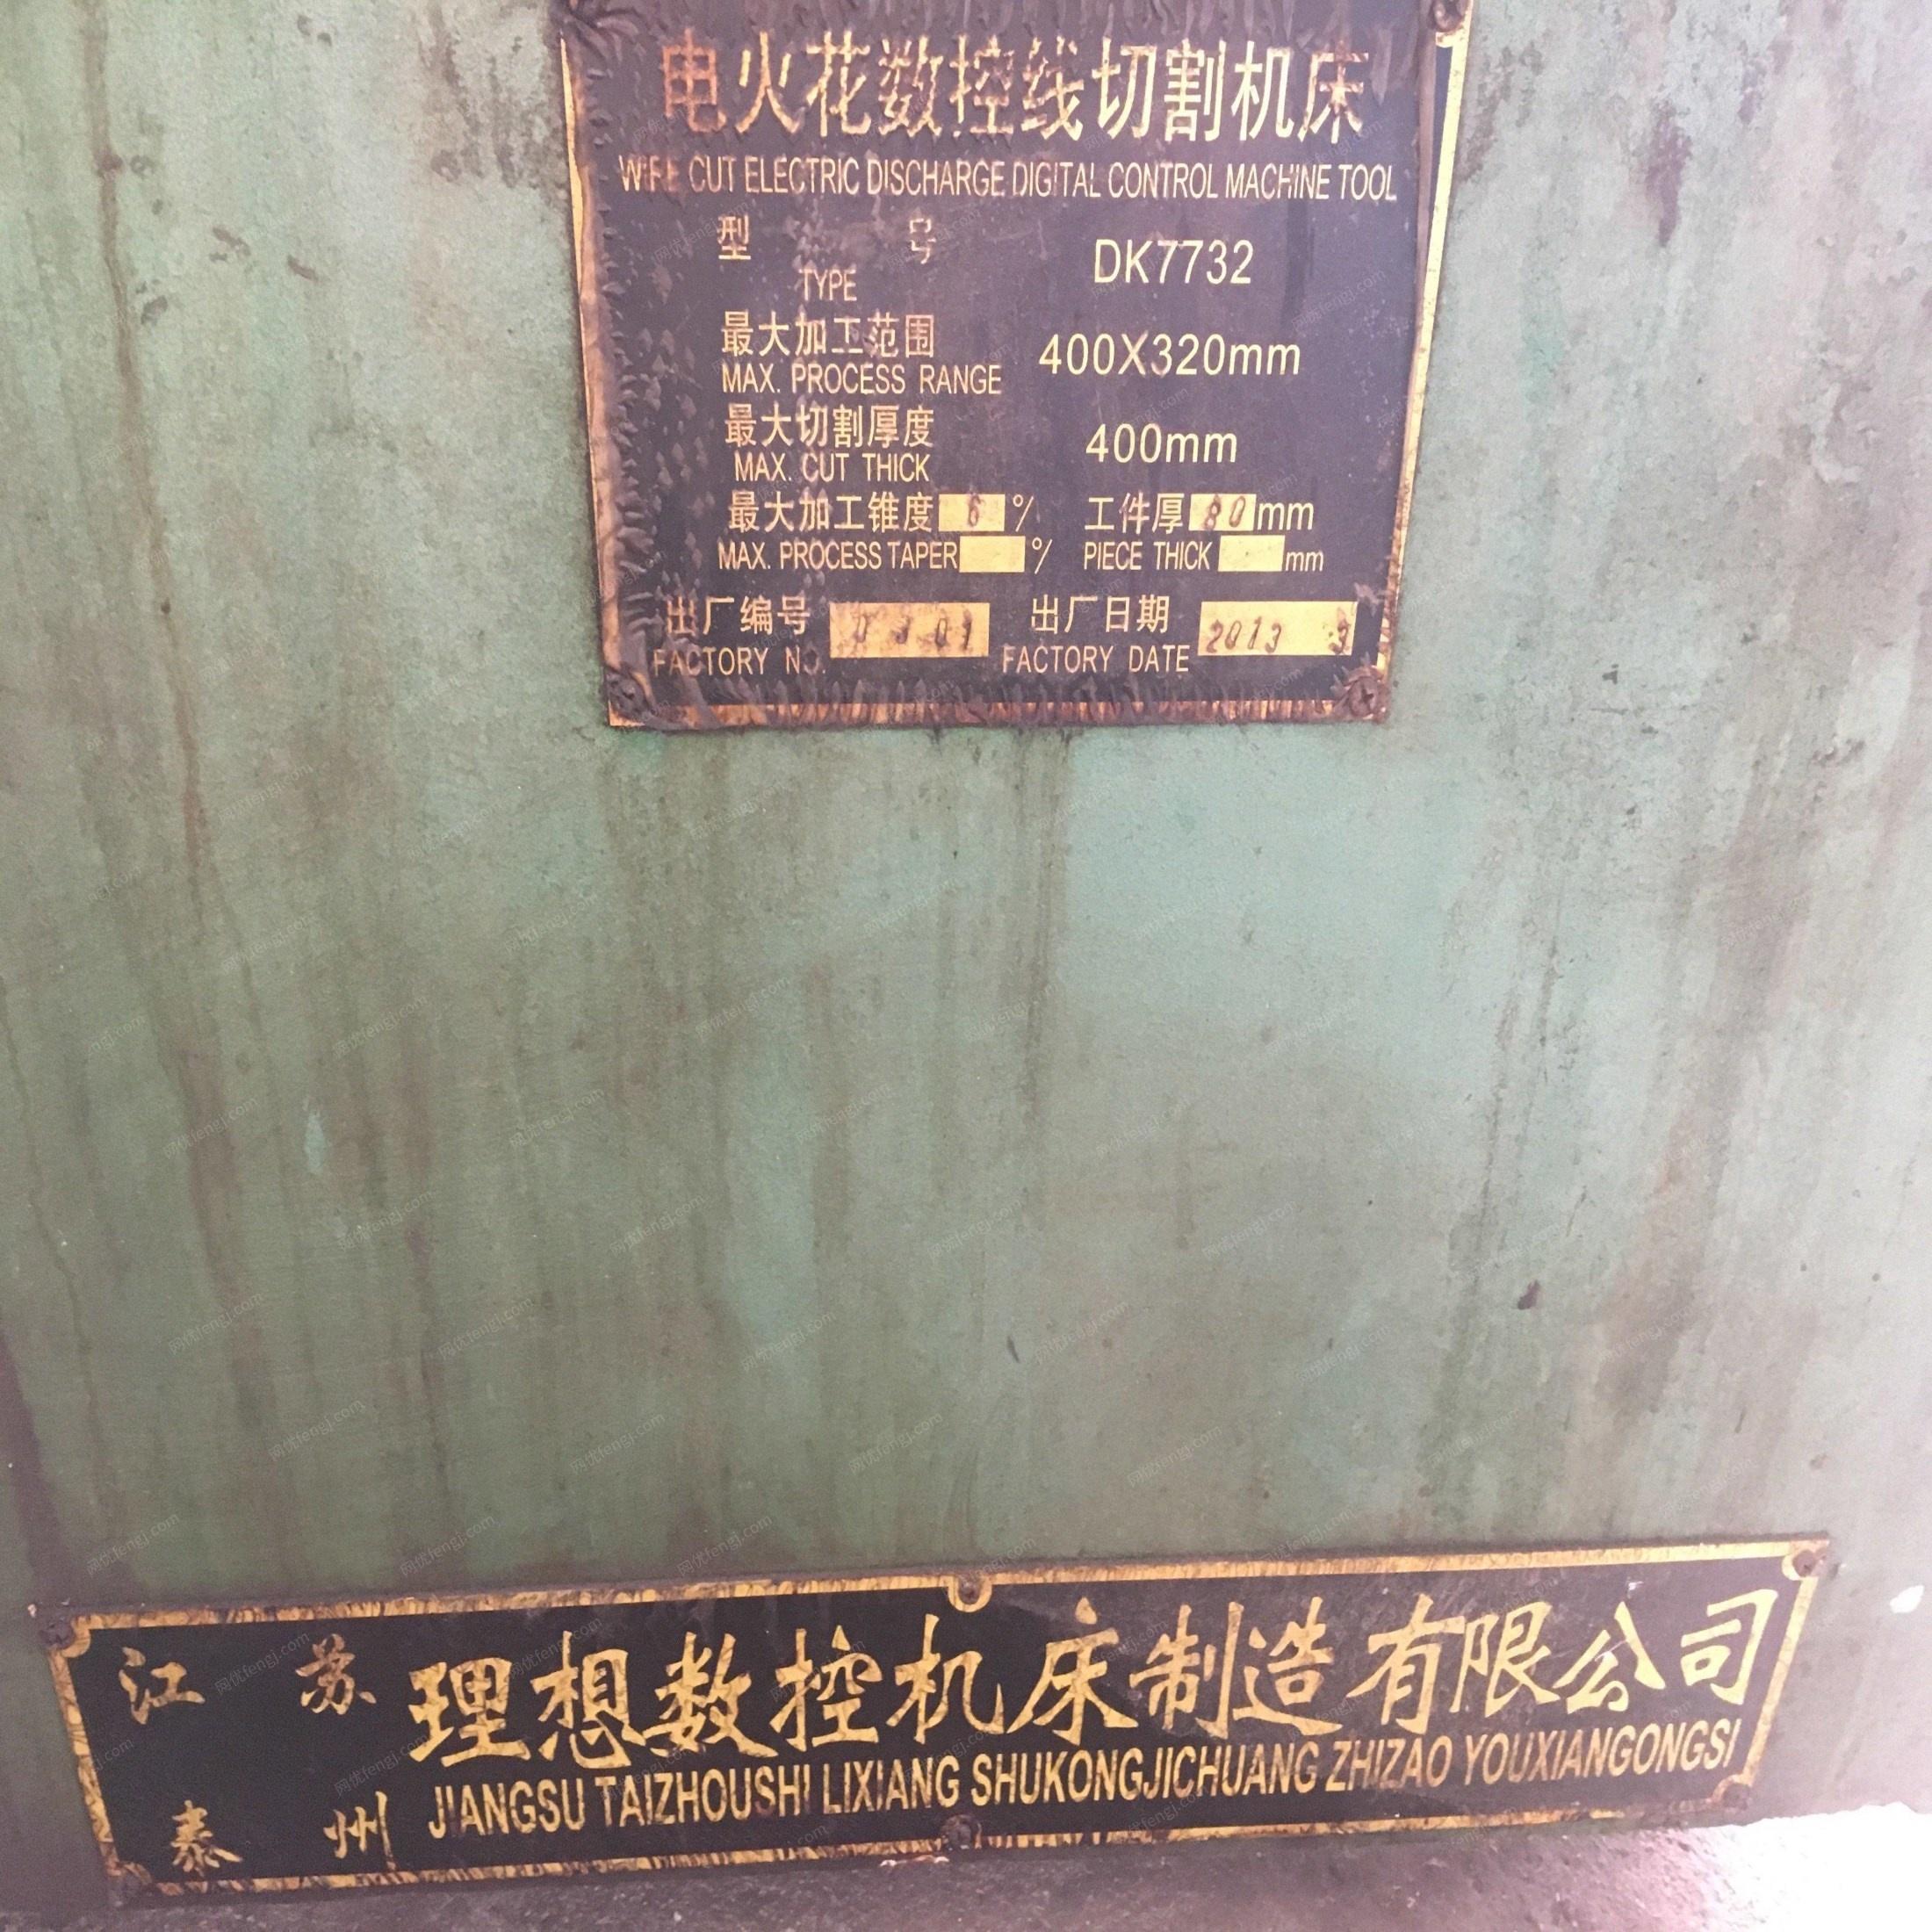 电火花数控线切割机床
WIRE CUT ELECTRIC DISCHARGE DIGITAL CONTROL MACHINE TOOL
型 号 DK7732
TYPE
最大加工范围 400X320mm
MAX. PROCESS RANGE
最大切割厚度 400mm
MAX. CUT THICK
最大加工锥度 6 °/ 工件厚 80 mm
MAX. PROCESS TAPER °/ PIECE THICK mm
出厂编号 出厂日期 2013 3
FACTORY NO. FACTORY DATE
江苏
理想数控机床制造有限公司
JIANGSU TAIZHOUSHI LIXIANG SHUKONGJICHUANG ZHIZAO YOUXIANGONGSI
泰州